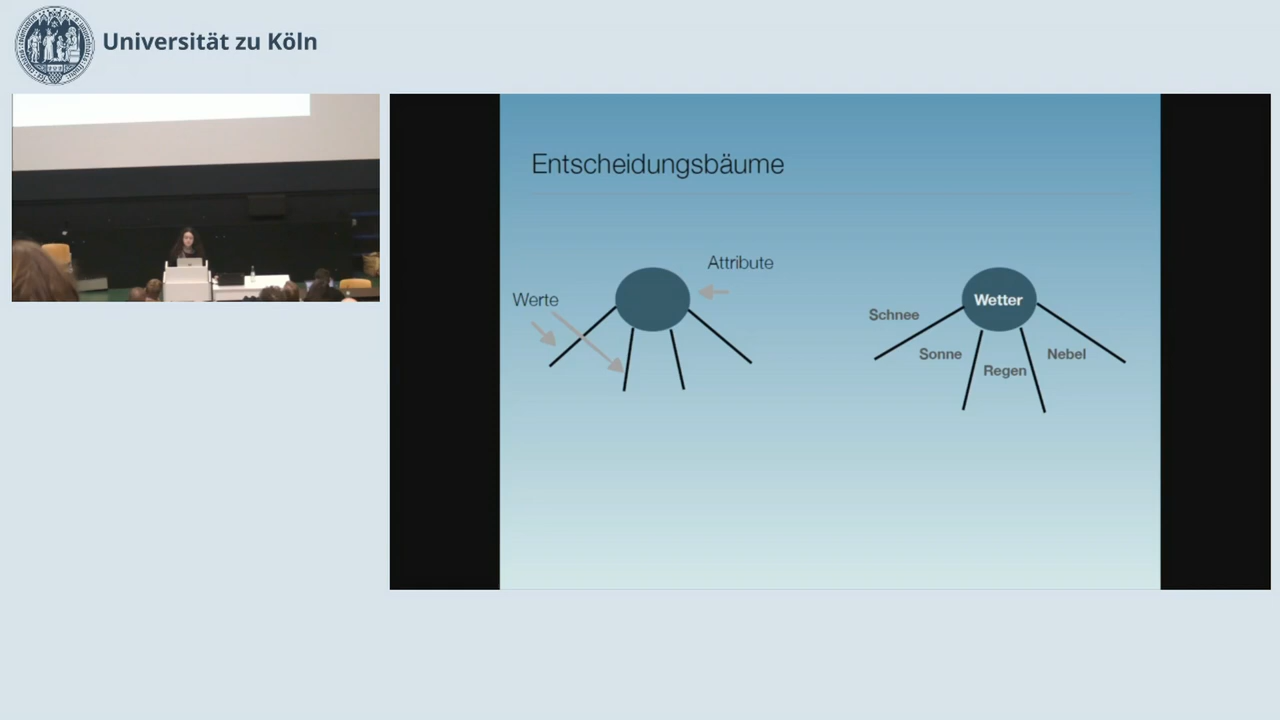 Universität zu Köln
Entscheidungsbäume
Attribute
Werte
Wetter
Schnee
Sonne
Nebel
Regen